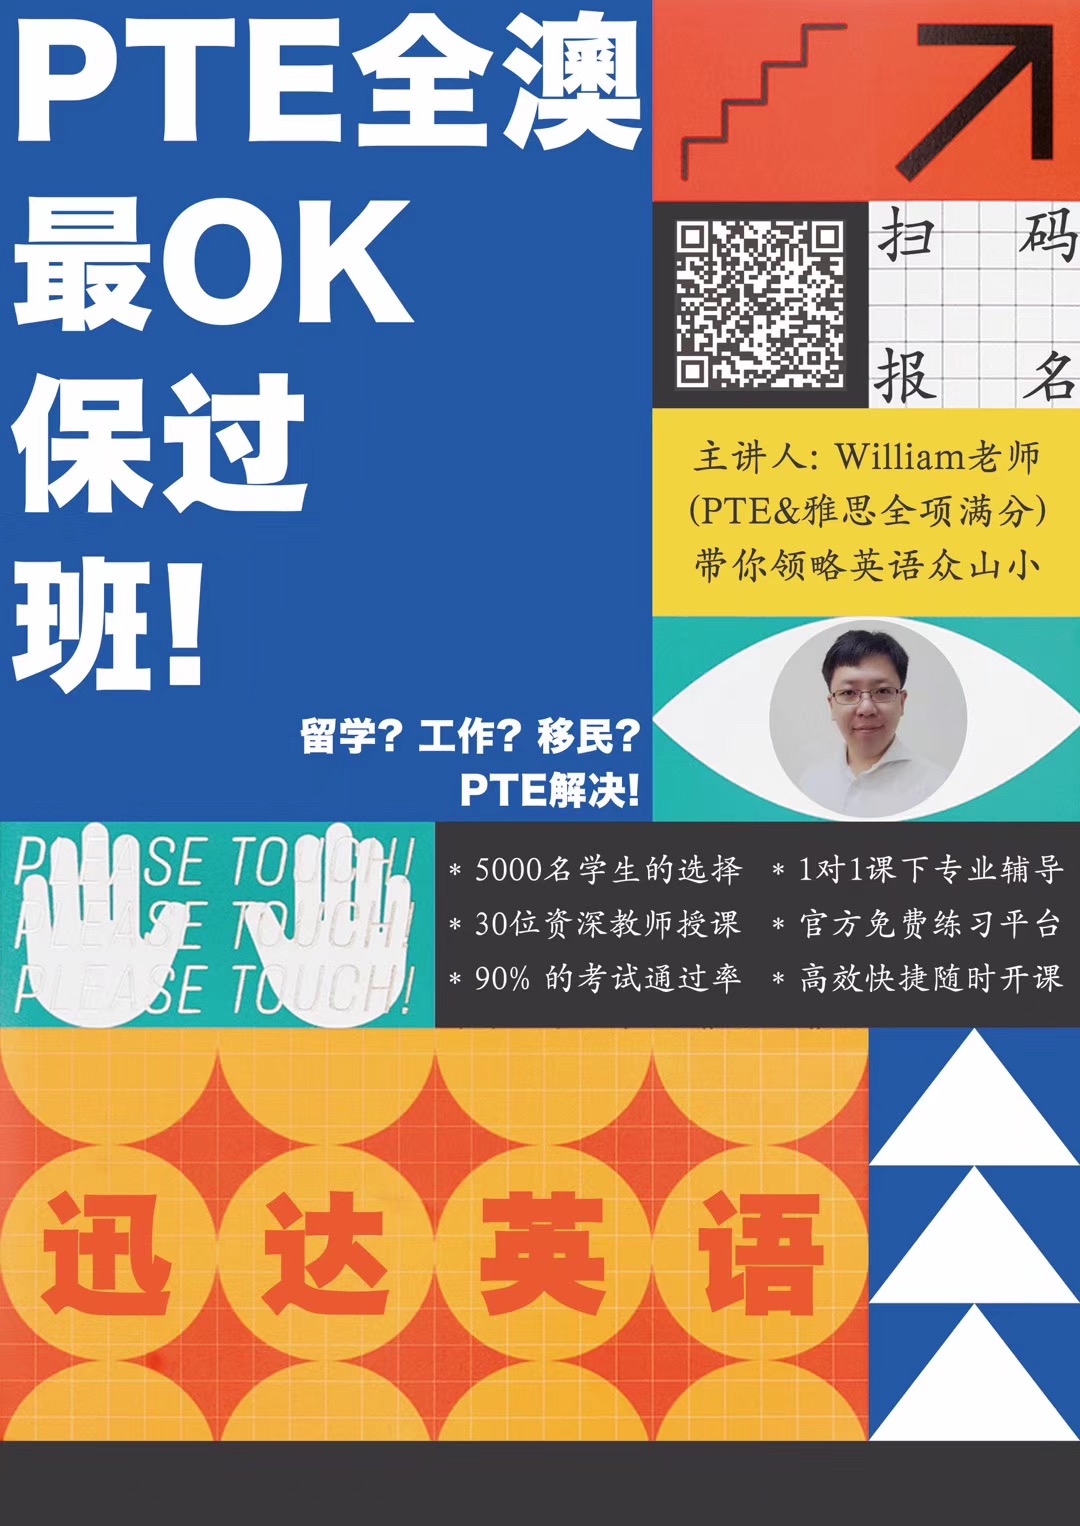 PTE全澳
最OK
保过
班!
留学? 工作? 移民?
PTE解决!
扫 码
报 名
主讲人: William老师
(PTE&雅思全项满分)
带你领略英语众山小
PLEASE TOUCH!
PLEASE TOUCH!
PLEASE TOUCH!
* 5000名学生的选择
* 30位资深教师授课
* 90% 的考试通过率
* 1对1课下专业辅导
* 官方免费练习平台
* 高效快捷随时开课
迅达英语